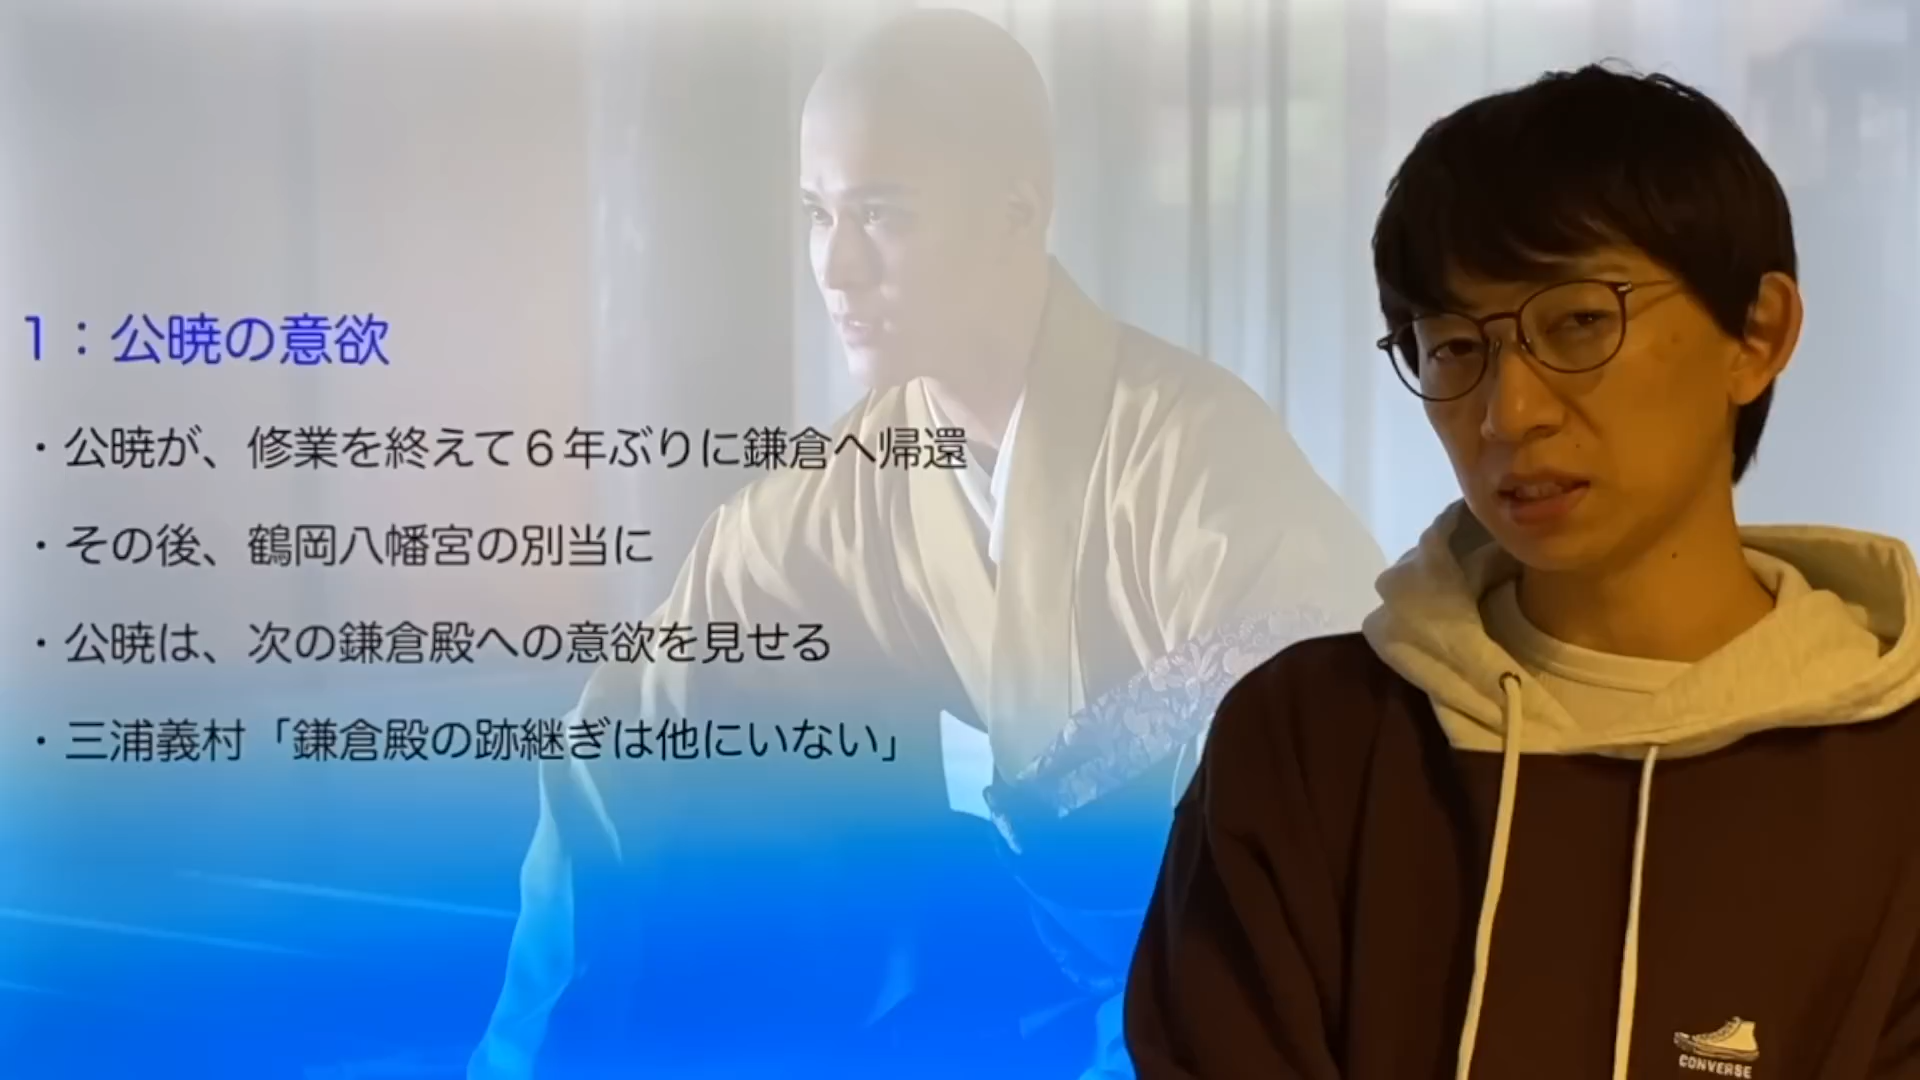 1：公暁の意欲
・公暁が、修業を終えて６年ぶりに鎌倉へ帰還
・その後、鶴岡八幡宮の別当に
・公暁は、次の鎌倉殿への意欲を見せる
・三浦義村「鎌倉殿の跡継ぎは他にいない」
CONVERSE